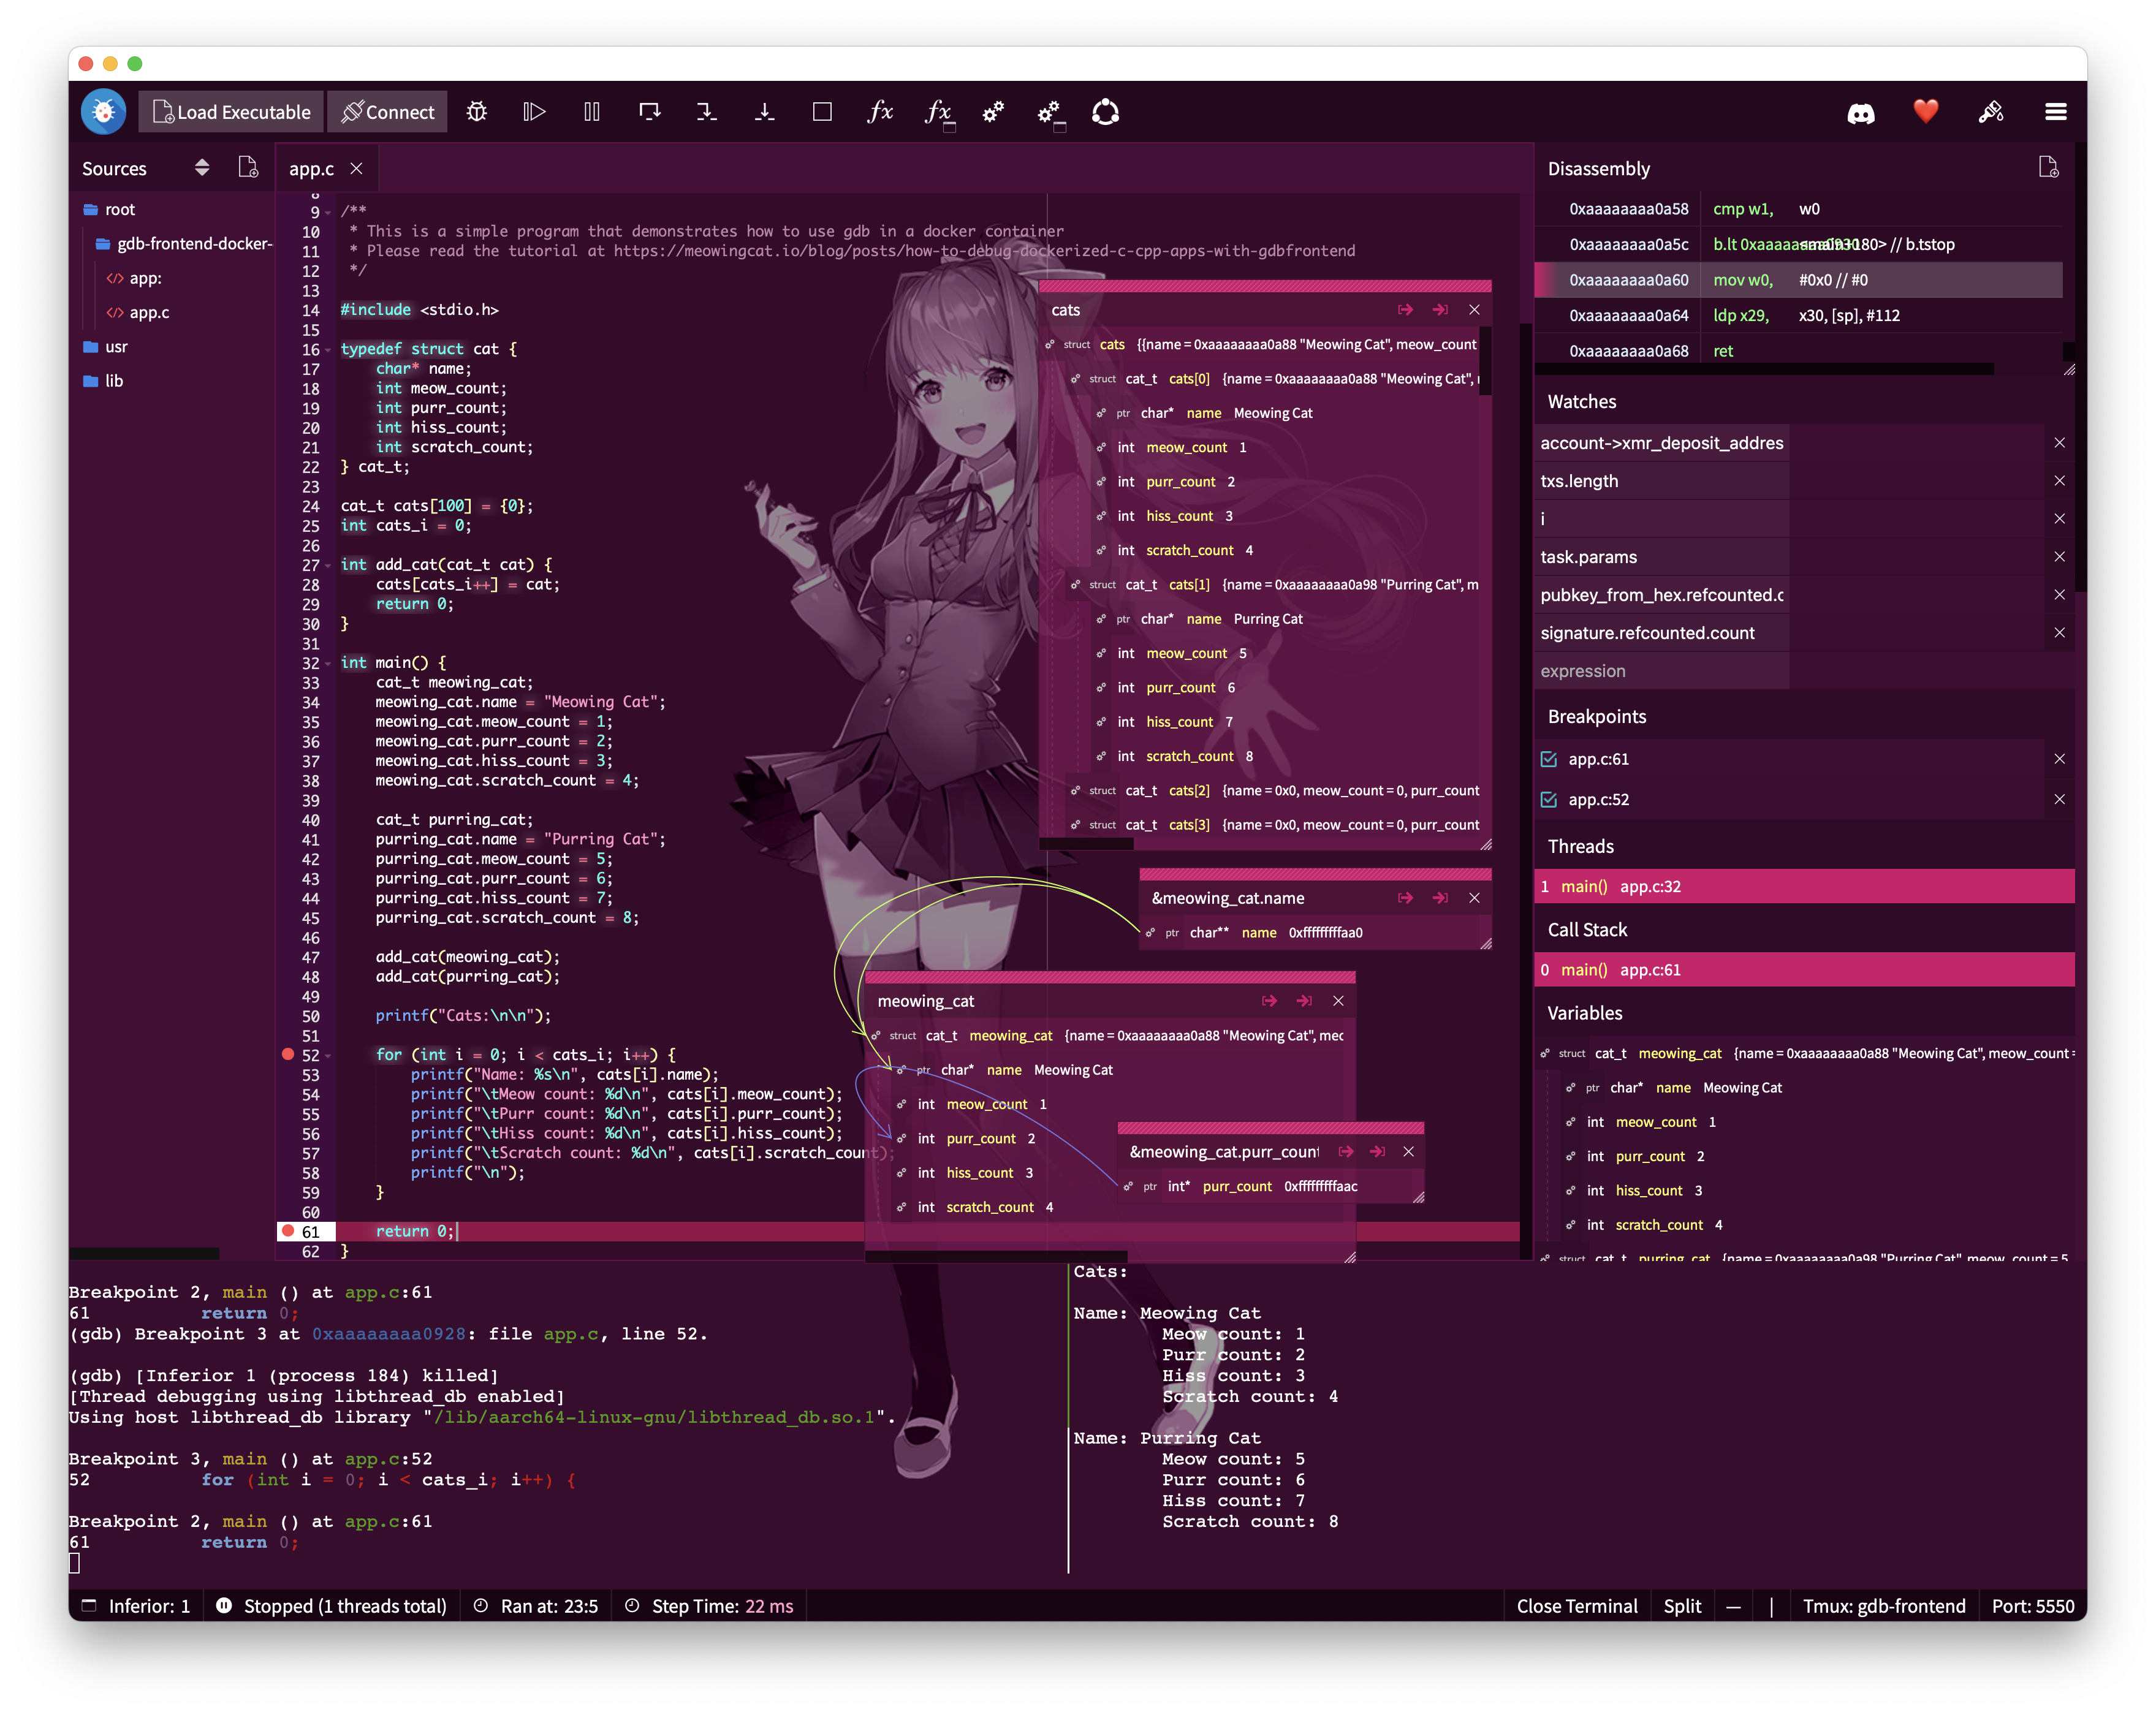 Load Executable
Connect
fx
fx
Sources
root
gdb-frontend-docker-
app:
app.c
usr
lib
app.c
8
9 /**
10  * This is a simple program that demonstrates how to use gdb in a docker container
11  * Please read the tutorial at https://meowingcat.io/blog/posts/how-to-debug-dockerized-c-cpp-apps-with-gdbfrontend
12  */
13
14 #include <stdio.h>
15
16 typedef struct cat {
17     char* name;
18     int meow_count;
19     int purr_count;
20     int hiss_count;
21     int scratch_count;
22 } cat_t;
23
24 cat_t cats[100] = {0};
25 int cats_i = 0;
26
27 int add_cat(cat_t cat) {
28     cats[cats_i++] = cat;
29     return 0;
30 }
31
32 int main() {
33     cat_t meowing_cat;
34     meowing_cat.name = "Meowing Cat";
35     meowing_cat.meow_count = 1;
36     meowing_cat.purr_count = 2;
37     meowing_cat.hiss_count = 3;
38     meowing_cat.scratch_count = 4;
39
40     cat_t purring_cat;
41     purring_cat.name = "Purring Cat";
42     purring_cat.meow_count = 5;
43     purring_cat.purr_count = 6;
44     purring_cat.hiss_count = 7;
45     purring_cat.scratch_count = 8;
46
47     add_cat(meowing_cat);
48     add_cat(purring_cat);
49
50     printf("Cats:\n\n");
51
52     for (int i = 0; i < cats_i; i++) {
53         printf("Name: %s\n", cats[i].name);
54         printf("\tMeow count: %d\n", cats[i].meow_count);
55         printf("\tPurr count: %d\n", cats[i].purr_count);
56         printf("\tHiss count: %d\n", cats[i].hiss_count);
57         printf("\tScratch count: %d\n", cats[i].scratch_count);
58         printf("\n");
59     }
60
61     return 0;
62 }
cats
struct cats {{name = 0xaaaaaaaa0a88 "Meowing Cat", meow_count
struct cat_t cats[0] {name = 0xaaaaaaaa0a88 "Meowing Cat",
ptr char* name Meowing Cat
int meow_count 1
int purr_count 2
int hiss_count 3
int scratch_count 4
struct cat_t cats[1] {name = 0xaaaaaaaa0a98 "Purring Cat", m
ptr char* name Purring Cat
int meow_count 5
int purr_count 6
int hiss_count 7
int scratch_count 8
struct cat_t cats[2] {name = 0x0, meow_count = 0, purr_count
struct cat_t cats[3] {name = 0x0, meow_count = 0, purr_count
&meowing_cat.name
ptr char** name 0xfffffffffaa0
meowing_cat
struct cat_t meowing_cat {name = 0xaaaaaaaa0a88 "Meowing Cat", mec
ptr char* name Meowing Cat
int meow_count 1
int purr_count 2
int hiss_count 3
int scratch_count 4
&meowing_cat.purr_count
ptr int* purr_count 0xfffffffffaac
Disassembly
0xaaaaaaaa0a58 cmp w1, w0
0xaaaaaaaa0a5c b.lt // b.tstop
0xaaaaaaaa0a60 mov w0, #0x0 // #0
0xaaaaaaaa0a64 ldp x29, x30, [sp], #112
0xaaaaaaaa0a68 ret
Watches
account->xmr_deposit_addres
txs.length
i
task.params
pubkey_from_hex.refcounted.c
signature.refcounted.count
expression
Breakpoints
app.c:61
app.c:52
Threads
1 main() app.c:32
Call Stack
0 main() app.c:61
Variables
struct cat_t meowing_cat {name = 0xaaaaaaaa0a88 "Meowing Cat", meow_count =
ptr char* name Meowing Cat
int meow_count 1
int purr_count 2
int hiss_count 3
int scratch_count 4
struct cat_t purring_cat {name = 0xaaaaaaaa0a98 "Purring Cat", meow_count = 5
Breakpoint 2, main () at app.c:61
61          return 0;
(gdb) Breakpoint 3 at 0xaaaaaaaa0928: file app.c, line 52.
(gdb) [Inferior 1 (process 184) killed]
[Thread debugging using libthread_db enabled]
Using host libthread_db library "/lib/aarch64-linux-gnu/libthread_db.so.1".
Breakpoint 3, main () at app.c:52
52          for (int i = 0; i < cats_i; i++) {
Breakpoint 2, main () at app.c:61
61          return 0;
Cats:
Name: Meowing Cat
        Meow count: 1
        Purr count: 2
        Hiss count: 3
        Scratch count: 4
Name: Purring Cat
        Meow count: 5
        Purr count: 6
        Hiss count: 7
        Scratch count: 8
Inferior: 1
Stopped (1 threads total)
Ran at: 23:5
Step Time: 22 ms
Close Terminal
Split
Tmux: gdb-frontend
Port: 5550